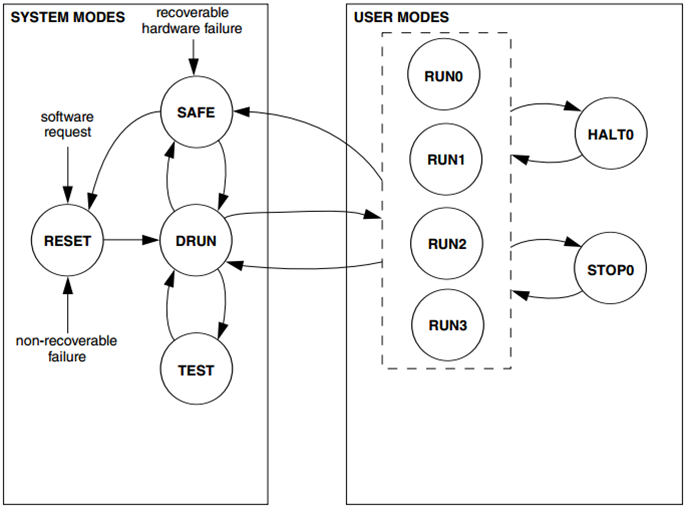 SYSTEM MODES
recoverable
hardware failure
SAFE
software
request
RESET
DRUN
non-recoverable
failure
TEST
USER MODES
RUN0
HALT0
RUN1
RUN2
STOP0
RUN3